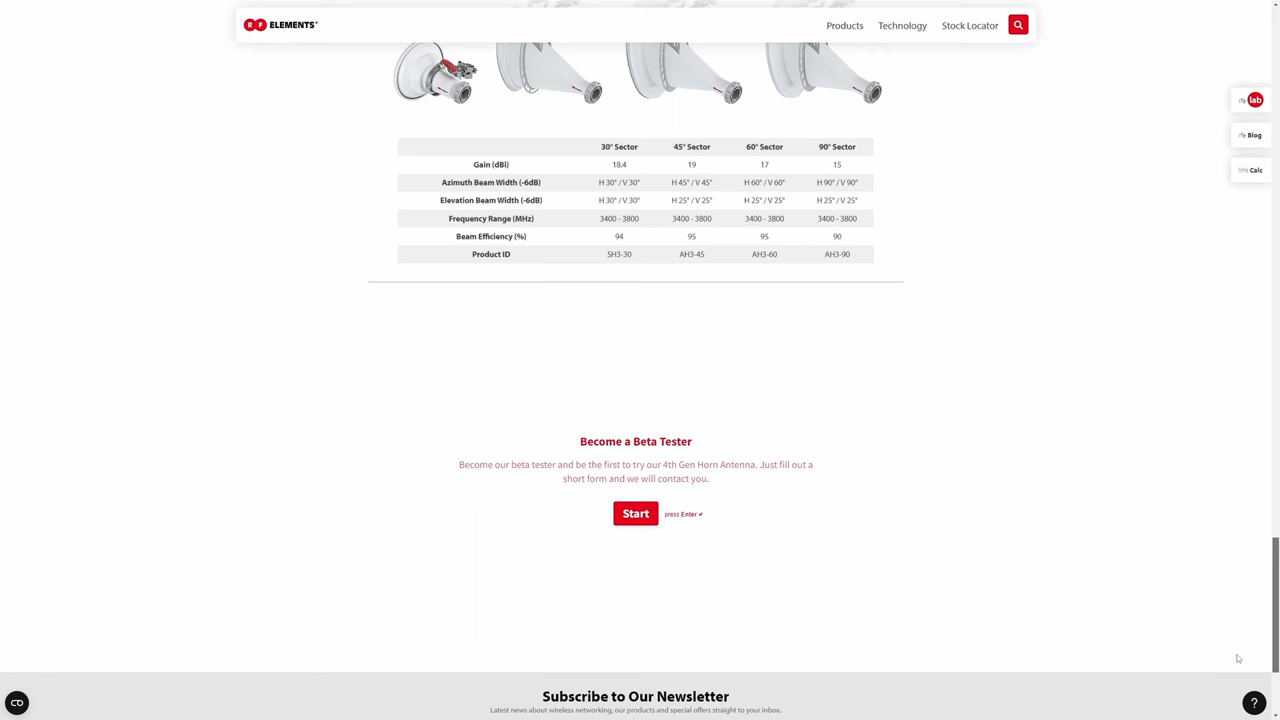 RF ELEMENTS®
Products Technology Stock Locator
rfe lab
rfe Blog
link Calc
30° Sector 45° Sector 60° Sector 90° Sector
Gain (dBi) 18.4 19 17 15
Azimuth Beam Width (-6dB) H 30° / V 30° H 45° / V 45° H 60° / V 60° H 90° / V 90°
Elevation Beam Width (-6dB) H 30° / V 30° H 25° / V 25° H 25° / V 25° H 25° / V 25°
Frequency Range (MHz) 3400 - 3800 3400 - 3800 3400 - 3800 3400 - 3800
Beam Efficiency (%) 94 95 95 90
Product ID SH3-30 AH3-45 AH3-60 AH3-90
Become a Beta Tester
Become our beta tester and be the first to try our 4th Gen Horn Antenna. Just fill out a
short form and we will contact you.
Start press Enter ↵
Subscribe to Our Newsletter
Latest news about wireless networking, our products and special offers straight to your inbox.
?